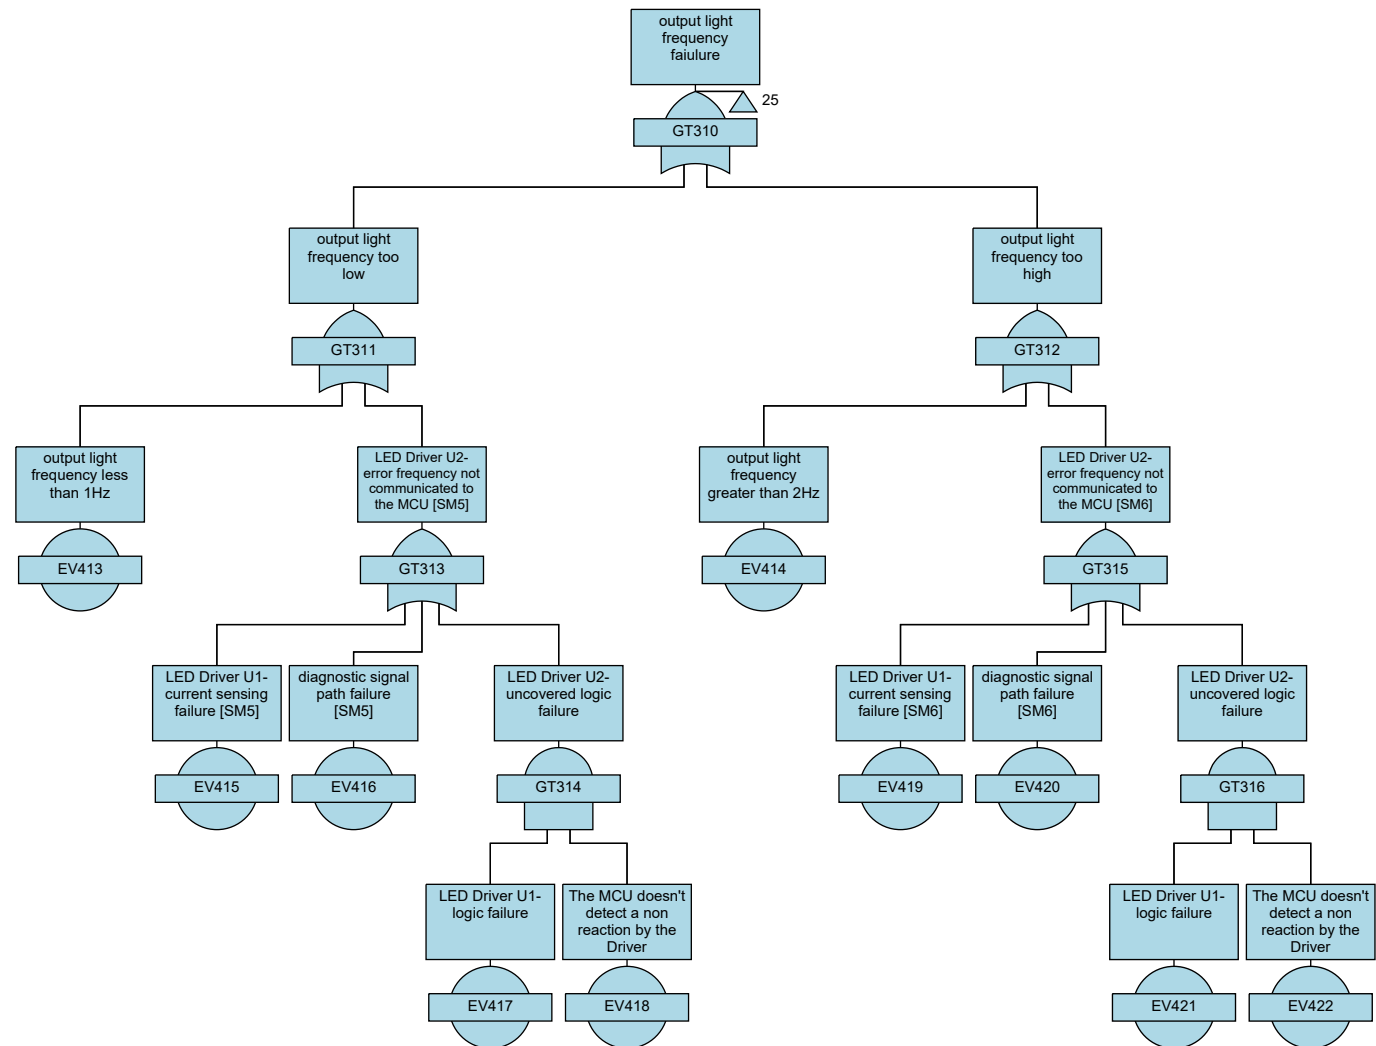 output light
frequency
faiulure
25
GT310
output light
frequency too
low
GT311
output light
frequency too
high
GT312
output light
frequency less
than 1Hz
EV413
LED Driver U2-
error frequency not
communicated to
the MCU [SM5]
GT313
output light
frequency
greater than 2Hz
EV414
LED Driver U2-
error frequency not
communicated to
the MCU [SM6]
GT315
LED Driver U1-
current sensing
failure [SM5]
EV415
diagnostic signal
path failure
[SM5]
EV416
LED Driver U2-
uncovered logic
failure
GT314
LED Driver U1-
current sensing
failure [SM6]
EV419
diagnostic signal
path failure
[SM6]
EV420
LED Driver U2-
uncovered logic
failure
GT316
LED Driver U1-
logic failure
EV417
The MCU doesn't
detect a non
reaction by the
Driver
EV418
LED Driver U1-
logic failure
EV421
The MCU doesn't
detect a non
reaction by the
Driver
EV422